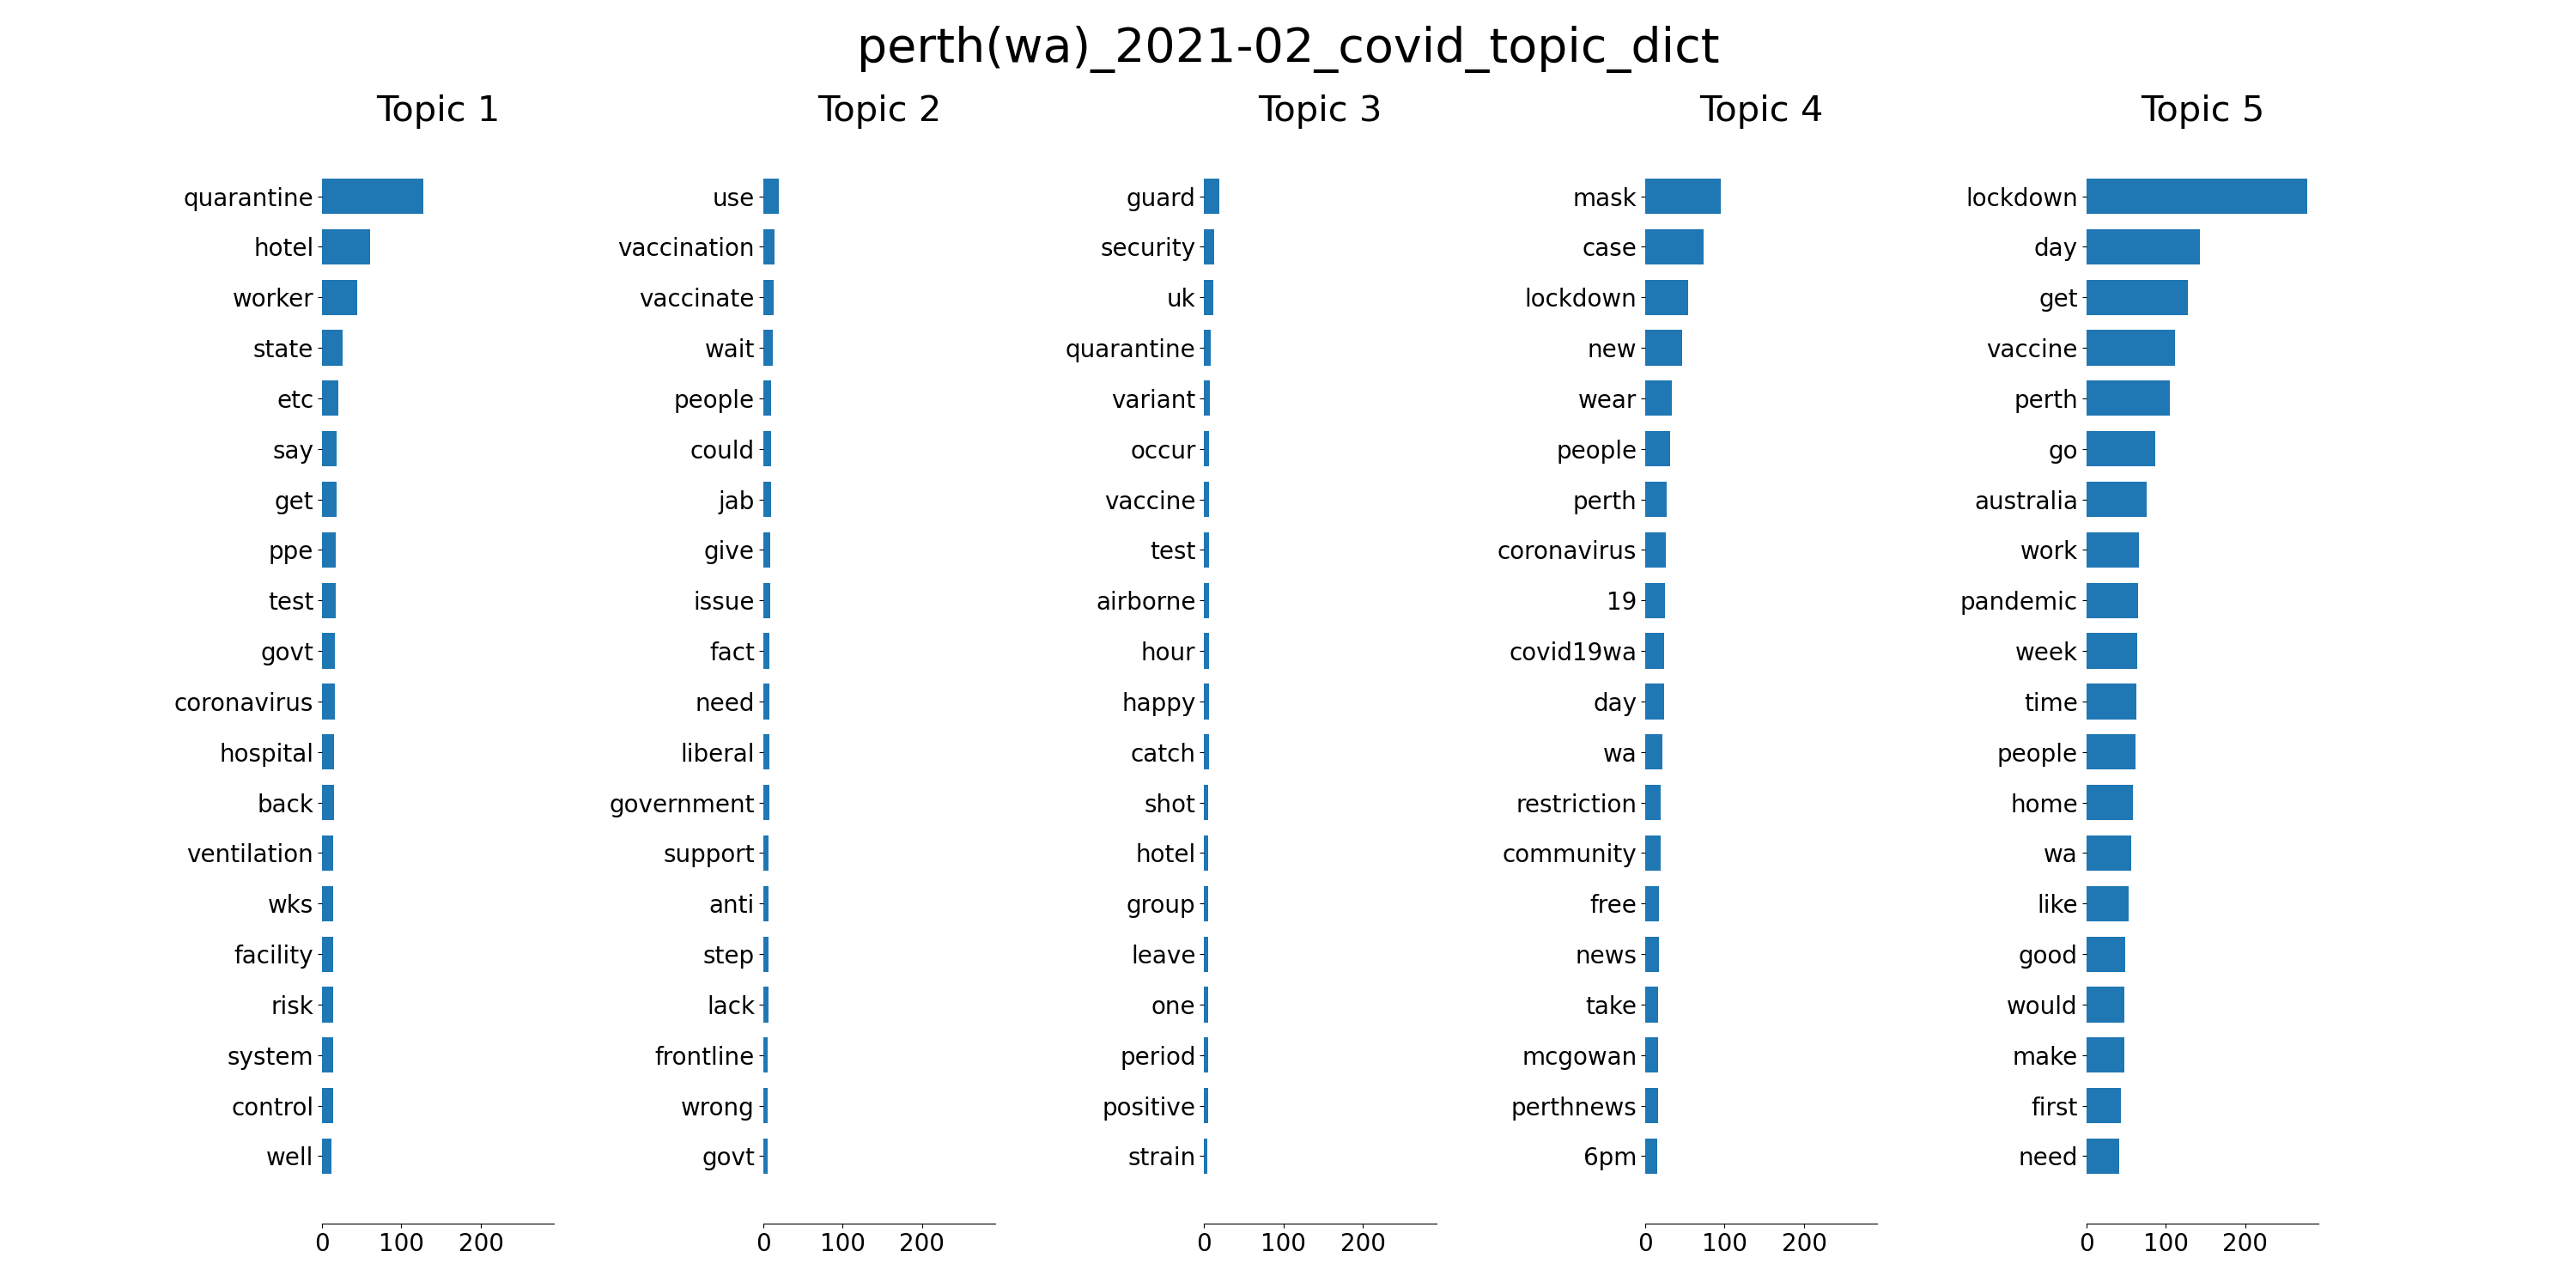 perth(wa)_2021-02_covid_topic_dict
Topic 1
quarantine
hotel
worker
state
etc
say
get
ppe
test
govt
coronavirus
hospital
back
ventilation
wks
facility
risk
system
control
well
0 100 200
Topic 2
use
vaccination
vaccinate
wait
people
could
jab
give
issue
fact
need
liberal
government
support
anti
step
lack
frontline
wrong
govt
0 100 200
Topic 3
guard
security
uk
quarantine
variant
occur
vaccine
test
airborne
hour
happy
catch
shot
hotel
group
leave
one
period
positive
strain
0 100 200
Topic 4
mask
case
lockdown
new
wear
people
perth
coronavirus
19
covid19wa
day
wa
restriction
community
free
news
take
mcgowan
perthnews
6pm
0 100 200
Topic 5
lockdown
day
get
vaccine
perth
go
australia
work
pandemic
week
time
people
home
wa
like
good
would
make
first
need
0 100 200